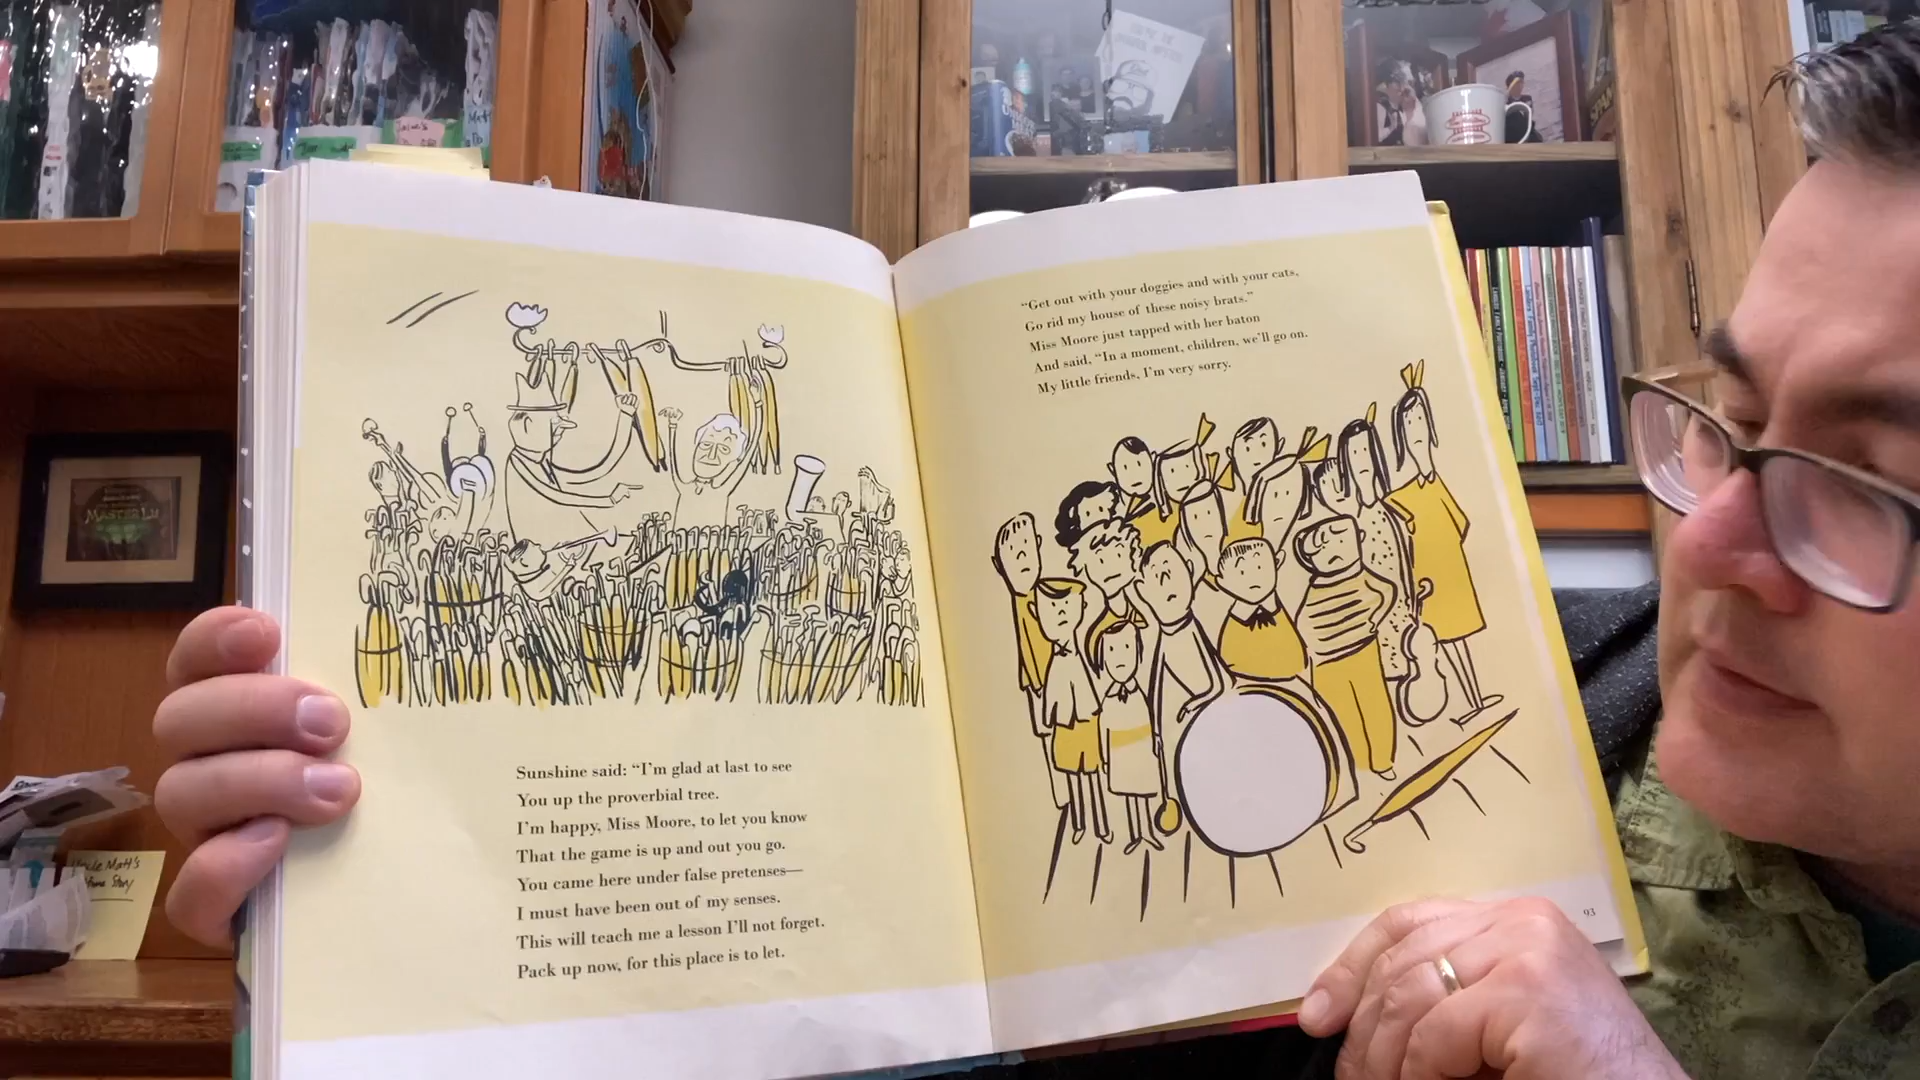 Sunshine said: “I’m glad at last to see
You up the proverbial tree.
I’m happy, Miss Moore, to let you know
That the game is up and out you go.
You came here under false pretenses—
I must have been out of my senses.
This will teach me a lesson I’ll not forget.
Pack up now, for this place is to let.
“Get out with your doggies and with your cats,
Go rid my house of these noisy brats.”
Miss Moore just tapped with her baton
And said, “In a moment, children, we’ll go on.
My little friends, I’m very sorry.
93
MASTER LU
Uncle Matt's
Story